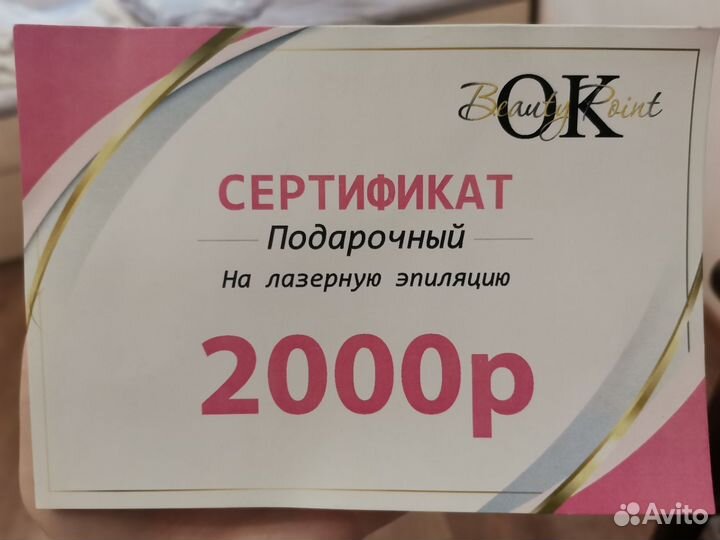 Beauty Point
OK
СЕРТИФИКАТ
Подарочный
На лазерную эпиляцию
2000р
Avito